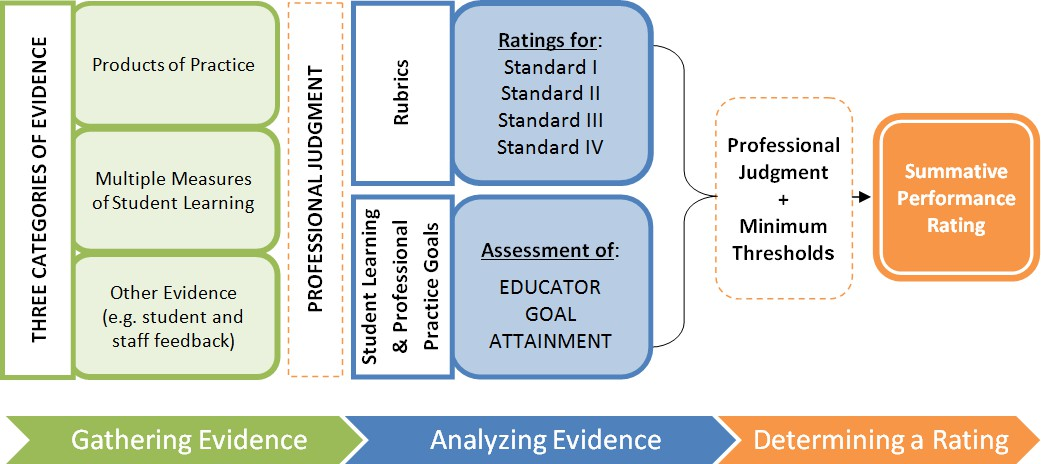 THREE CATEGORIES OF EVIDENCE
Products of Practice
Multiple Measures
of Student Learning
Other Evidence
(e.g. student and
staff feedback)
PROFESSIONAL JUDGMENT
Rubrics
Ratings for:
Standard I
Standard II
Standard III
Standard IV
Student Learning
& Professional
Practice Goals
Assessment of:
EDUCATOR
GOAL
ATTAINMENT
Professional
Judgment
+
Minimum
Thresholds
Summative
Performance
Rating
Gathering Evidence
Analyzing Evidence
Determining a Rating